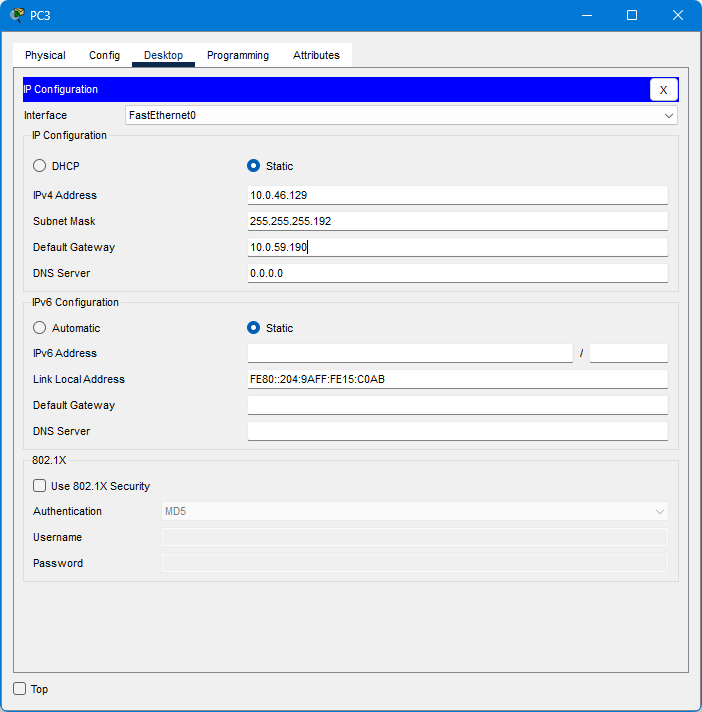 PC3
Physical Config Desktop Programming Attributes
IP Configuration X
Interface FastEthernet0
IP Configuration
DHCP Static
IPv4 Address 10.0.46.129
Subnet Mask 255.255.255.192
Default Gateway 10.0.59.190
DNS Server 0.0.0.0
IPv6 Configuration
Automatic Static
IPv6 Address /
Link Local Address FE80::204:9AFF:FE15:C0AB
Default Gateway
DNS Server
802.1X
Use 802.1X Security
Authentication MD5
Username
Password
Top